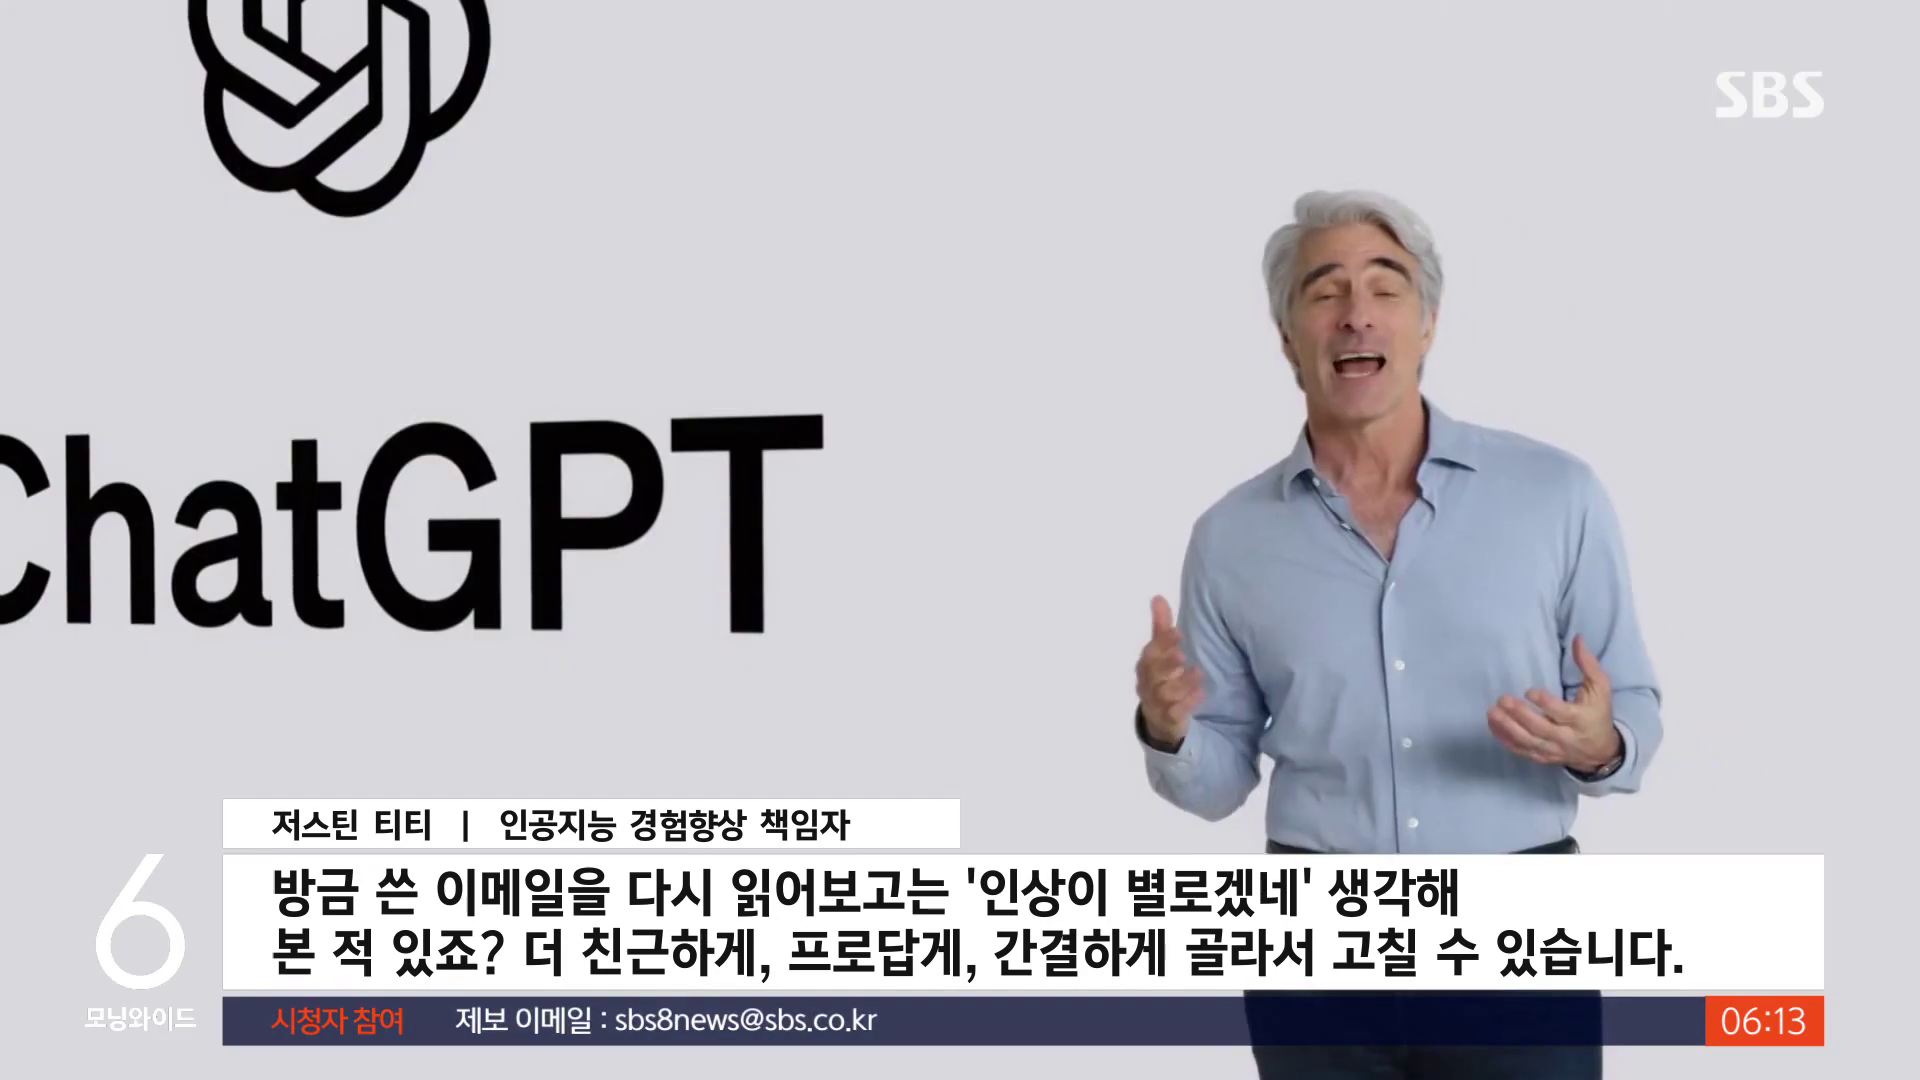 SBS
ChatGPT
저스틴 티티 | 인공지능 경험향상 책임자
방금 쓴 이메일을 다시 읽어보고는 '인상이 별로겠네' 생각해
본 적 있죠? 더 친근하게, 프로답게, 간결하게 골라서 고칠 수 있습니다.
6
모닝와이드
시청자 참여 제보 이메일 : sbs8news@sbs.co.kr
06:13